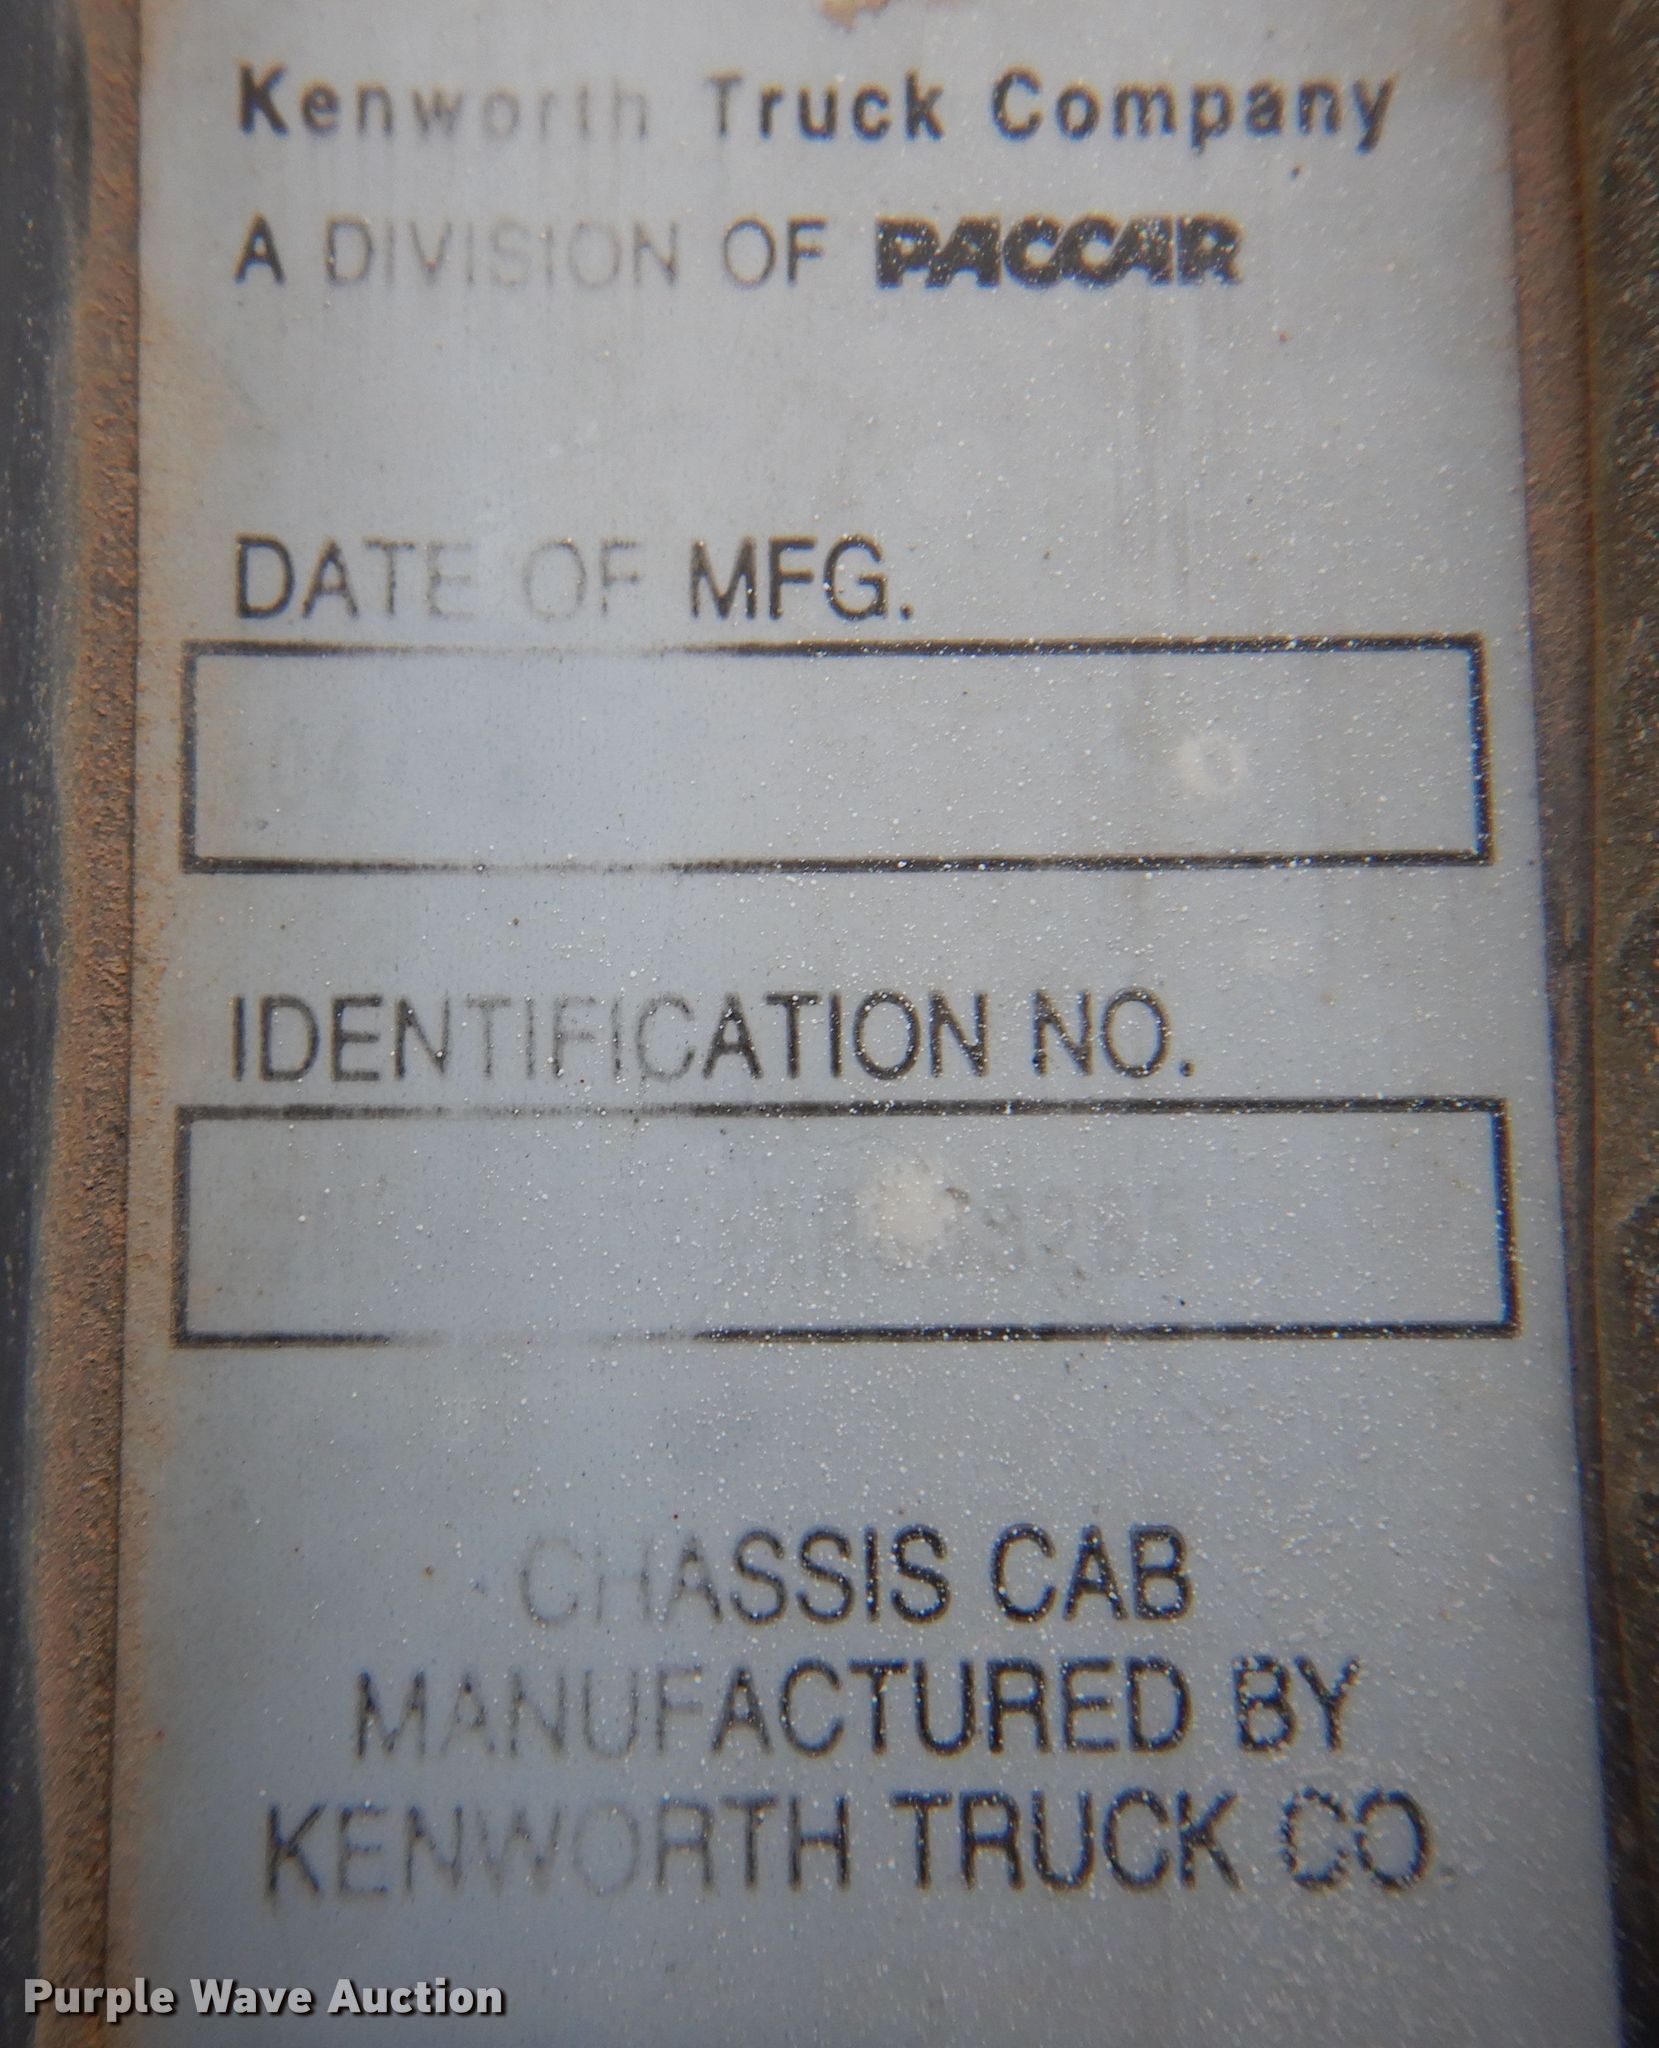 Kenworth Truck Company
A DIVISION OF PACCAR
DATE OF MFG.
IDENTIFICATION NO.
CHASSIS CAB
MANUFACTURED BY
KENWORTH TRUCK CO.
Purple Wave Auction